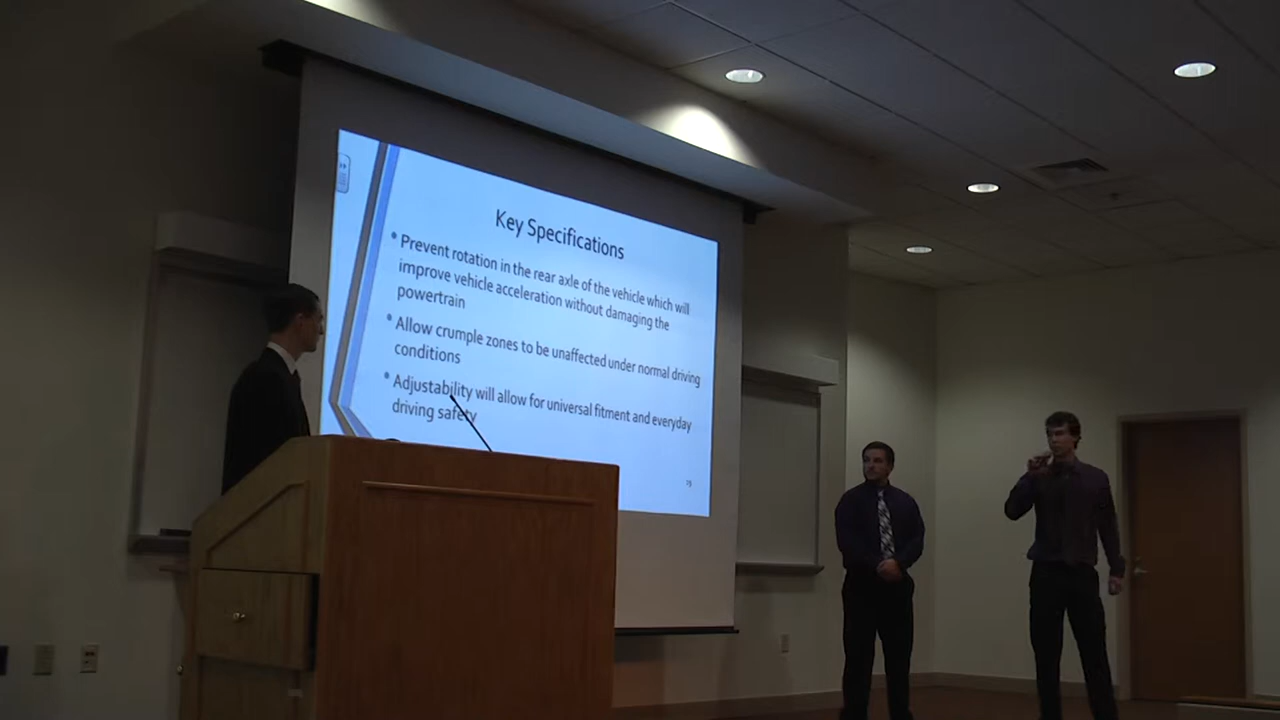 Key Specifications
• Prevent rotation in the rear axle of the vehicle which will
improve vehicle acceleration without damaging the
powertrain
• Allow crumple zones to be unaffected under normal driving
conditions
• Adjustability will allow for universal fitment and everyday
driving safety